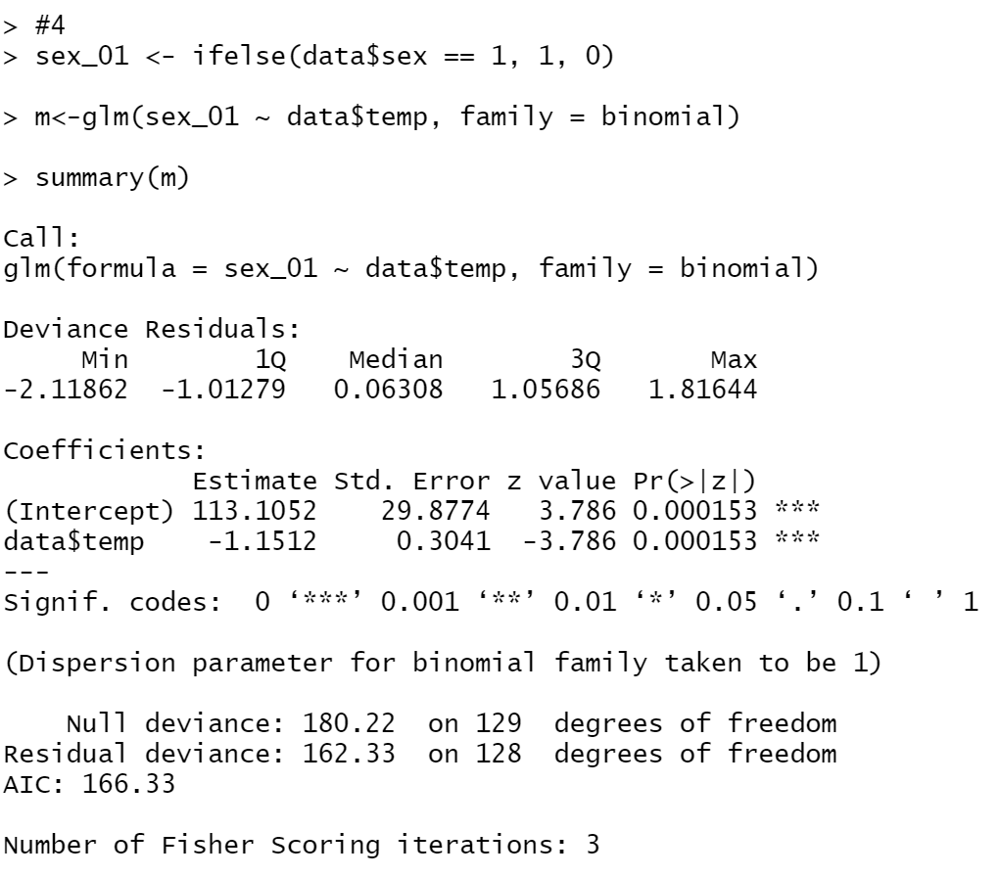 > #4
> sex_01 <- ifelse(data$sex == 1, 1, 0)
> m<-glm(sex_01 ~ data$temp, family = binomial)
> summary(m)
Call:
glm(formula = sex_01 ~ data$temp, family = binomial)
Deviance Residuals:
     Min        1Q    Median        3Q       Max
-2.11862  -1.01279   0.06308   1.05686   1.81644
Coefficients:
            Estimate Std. Error z value Pr(>|z|)
(Intercept) 113.1052    29.8774   3.786 0.000153 ***
data$temp    -1.1512     0.3041  -3.786 0.000153 ***
---
Signif. codes:  0 ‘***’ 0.001 ‘**’ 0.01 ‘*’ 0.05 ‘.’ 0.1 ‘ ’ 1
(Dispersion parameter for binomial family taken to be 1)
    Null deviance: 180.22  on 129  degrees of freedom
Residual deviance: 162.33  on 128  degrees of freedom
AIC: 166.33
Number of Fisher Scoring iterations: 3